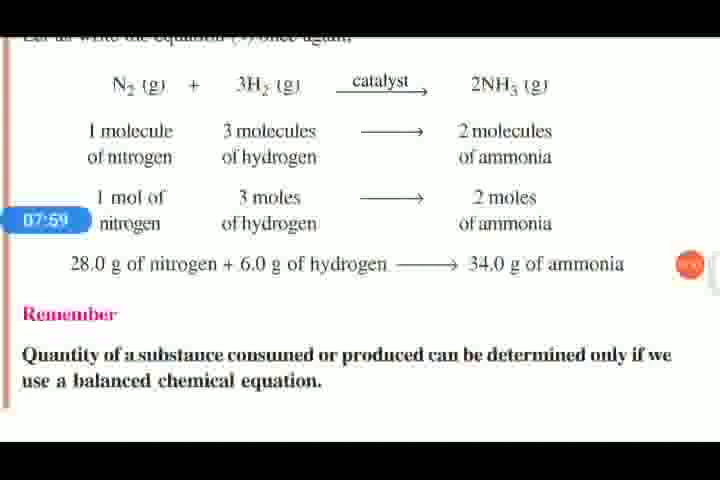 N₂ (g) + 3H₂ (g) catalyst → 2NH₃ (g)
1 molecule 3 molecules → 2 molecules
of nitrogen of hydrogen of ammonia
1 mol of 3 moles → 2 moles
07:59 nitrogen of hydrogen of ammonia
28.0 g of nitrogen + 6.0 g of hydrogen → 34.0 g of ammonia
Remember
Quantity of a substance consumed or produced can be determined only if we
use a balanced chemical equation.